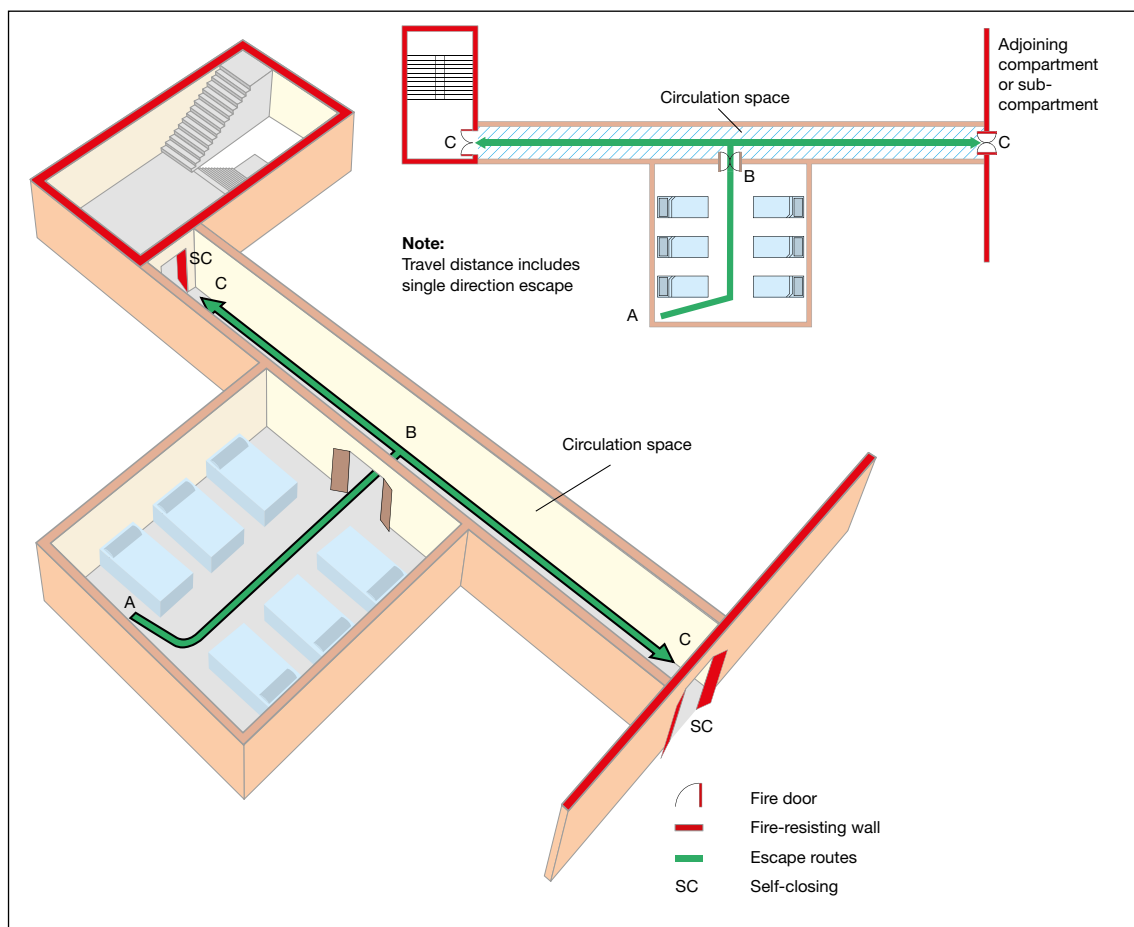 Adjoining
compartment
or sub-
compartment
Circulation space
C
C
B
Note:
Travel distance includes
single direction escape
A
SC
C
B
Circulation space
A
C
SC
Fire door
Fire-resisting wall
Escape routes
SC Self-closing